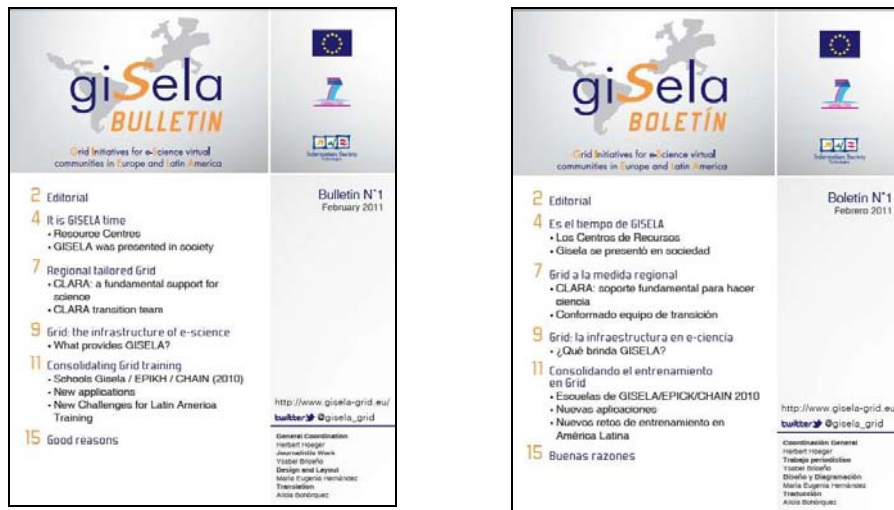 giSela
BULLETIN
Grid Initiatives for e-Science virtual
communities in Europe and Latin America
Bulletin N°1
February 2011
2 Editorial
4 It is GISELA time
• Resource Centres
• GISELA was presented in society
7 Regional tailored Grid
• CLARA: a fundamental support for
science
• CLARA transition team
9 Grid: the infrastructure of e-science
• What provides GISELA?
11 Consolidating Grid training
• Schools Gisela / EPIKH / CHAIN (2010)
• New applications
• New Challenges for Latin America
Training
15 Good reasons
http://www.gisela-grid.eu/
twitter @gisela_grid
General Coordination
Herbert Hoeger
Journalistic Work
Ysabel Briceño
Design and Layout
María Eugenia Hernández
Translation
Alicia Bohórquez
giSela
BOLETÍN
Grid Initiatives for e-Science virtual
communities in Europe and Latin America
Boletín N°1
Febrero 2011
2 Editorial
4 Es el tiempo de GISELA
• Los Centros de Recursos
• Gisela se presentó en sociedad
7 Grid a la medida regional
• CLARA: soporte fundamental para hacer
ciencia
• Conformado equipo de transición
9 Grid: la infraestructura en e-ciencia
• ¿Qué brinda GISELA?
11 Consolidando el entrenamiento
en Grid
• Escuelas de GISELA/EPICK/CHAIN 2010
• Nuevas aplicaciones
• Nuevos retos de entrenamiento en
América Latina
15 Buenas razones
http://www.gisela-grid.eu
twitter @gisela_grid
Coordinación General
Herbert Hoeger
Trabajo periodístico
Ysabel Briceño
Diseño y Diagramación
María Eugenia Hernández
Traducción
Alicia Bohórquez